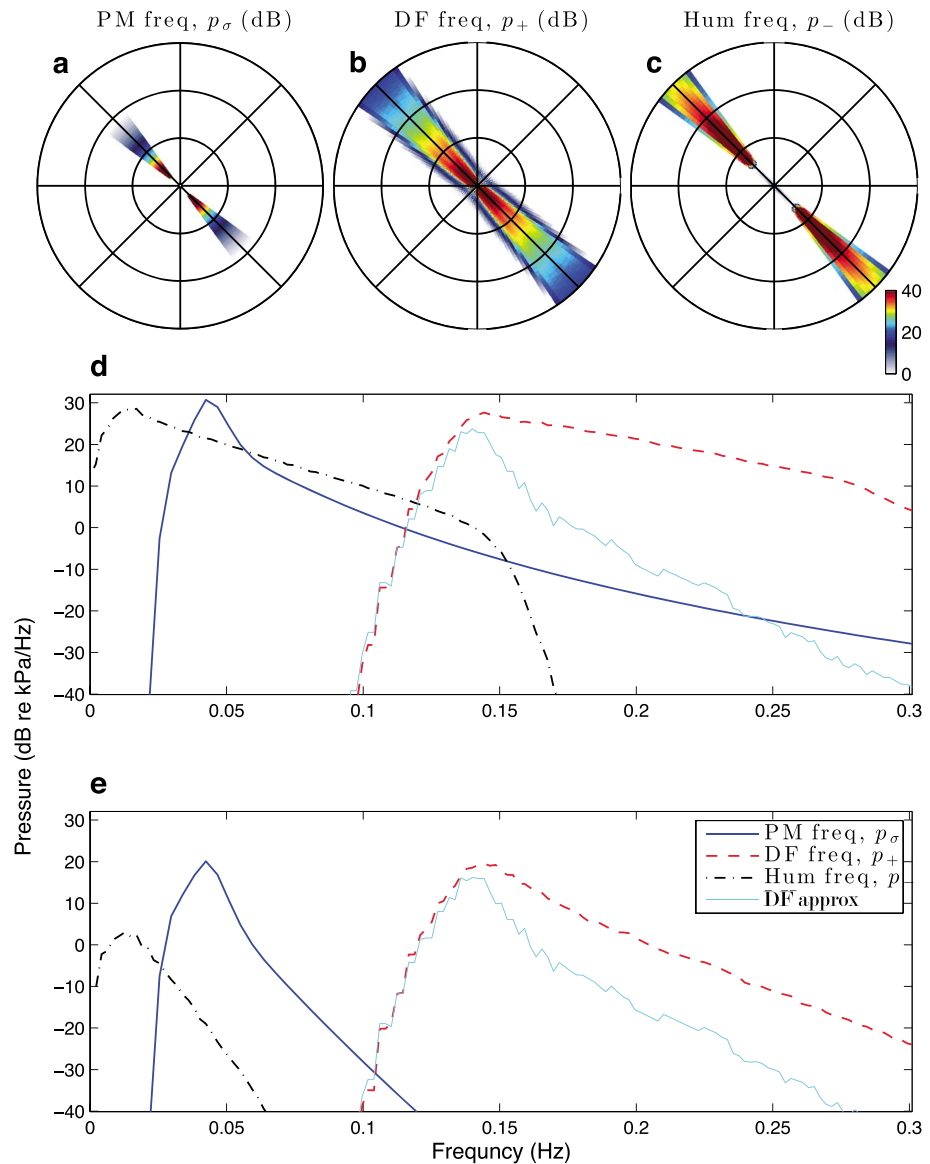 PM freq, pσ (dB)
DF freq, p+ (dB)
Hum freq, p− (dB)
a
b
c
40
20
0
d
30
20
10
0
−10
−20
−30
−40
0
0.05
0.1
0.15
0.2
0.25
0.3
Pressure (dB re kPa/Hz)
e
30
20
10
0
−10
−20
−30
−40
PM freq, pσ
DF freq, p+
Hum freq, p
DF approx
0
0.05
0.1
0.15
0.2
0.25
0.3
Frequncy (Hz)